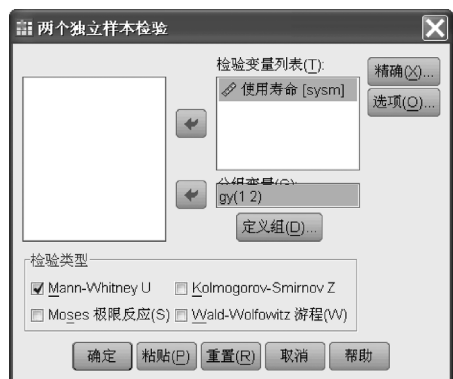 两个独立样本检验
检验变量列表(T):
使用寿命 [sysm]
精确(X)...
选项(O)...
分组变量(G):
gy(1 2)
定义组(D)...
检验类型
Mann-Whitney U
Kolmogorov-Smirnov Z
Moses 极限反应(S)
Wald-Wolfowitz 游程(W)
确定
粘贴(P)
重置(R)
取消
帮助